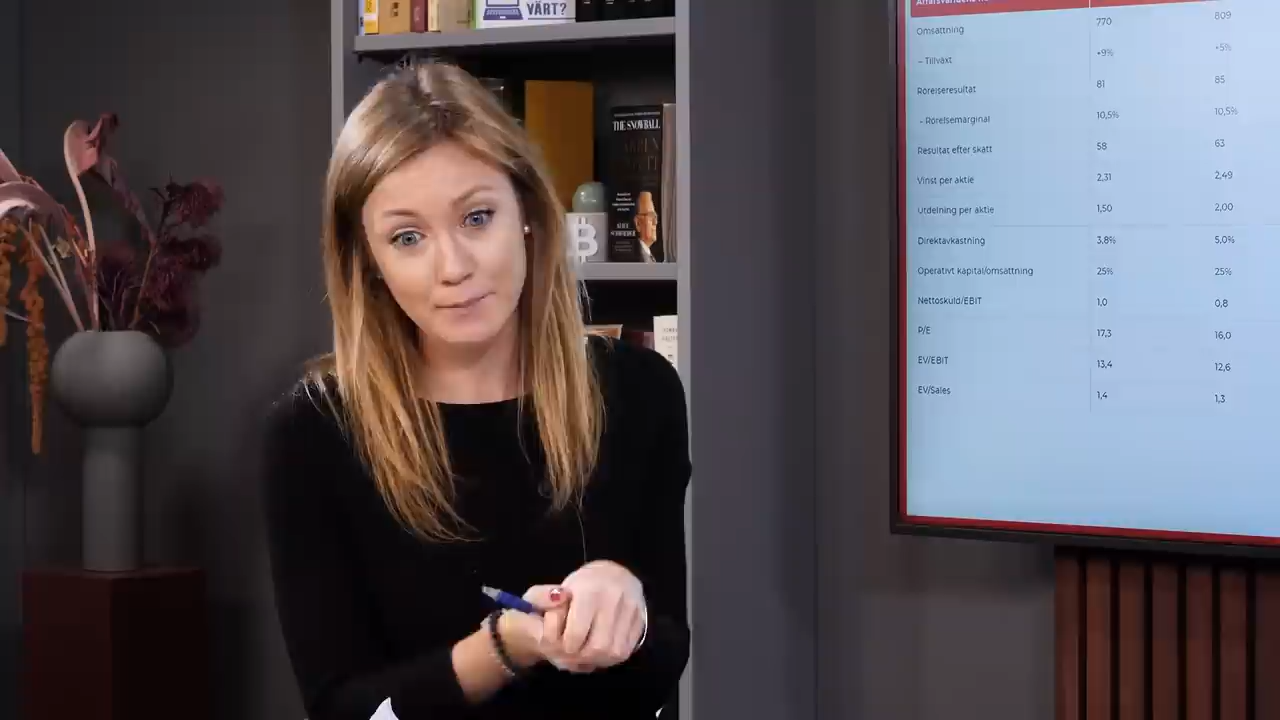 VÄRT?
THE SNOWBALL
ALICE
SCHROEDER
Affärsvärldens
Omsättning 770 809
- Tillväxt +9% +5%
Rörelseresultat 81 85
- Rörelsemarginal 10,5% 10,5%
Resultat efter skatt 58 63
Vinst per aktie 2,31 2,49
Utdelning per aktie 1,50 2,00
Direktavkastning 3,8% 5,0%
Operativt kapital/omsättning 25% 25%
Nettoskuld/EBIT 1,0 0,8
P/E 17,3 16,0
EV/EBIT 13,4 12,6
EV/Sales 1,4 1,3